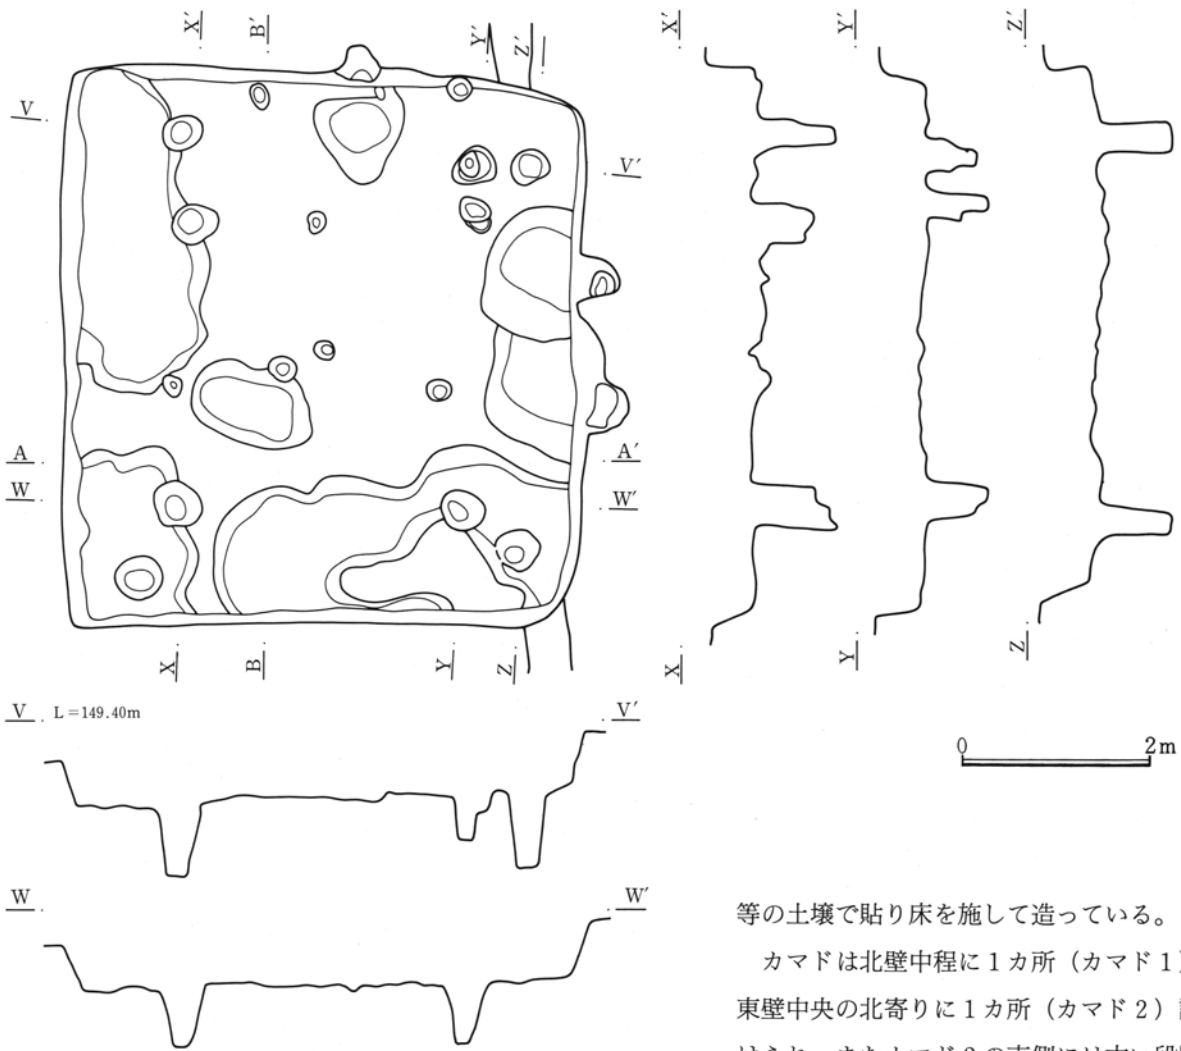 X′ B′ Y′ Z′ X′ Y′ Z′
V
V′
A A′
W W′
X B Y Z X Y Z
V L=149.40m V′
0 2m
W W′
等の土壌で貼り床を施して造っている。
カマドは北壁中程に1カ所（カマド1）
東壁中央の北寄りに1カ所（カマド2）